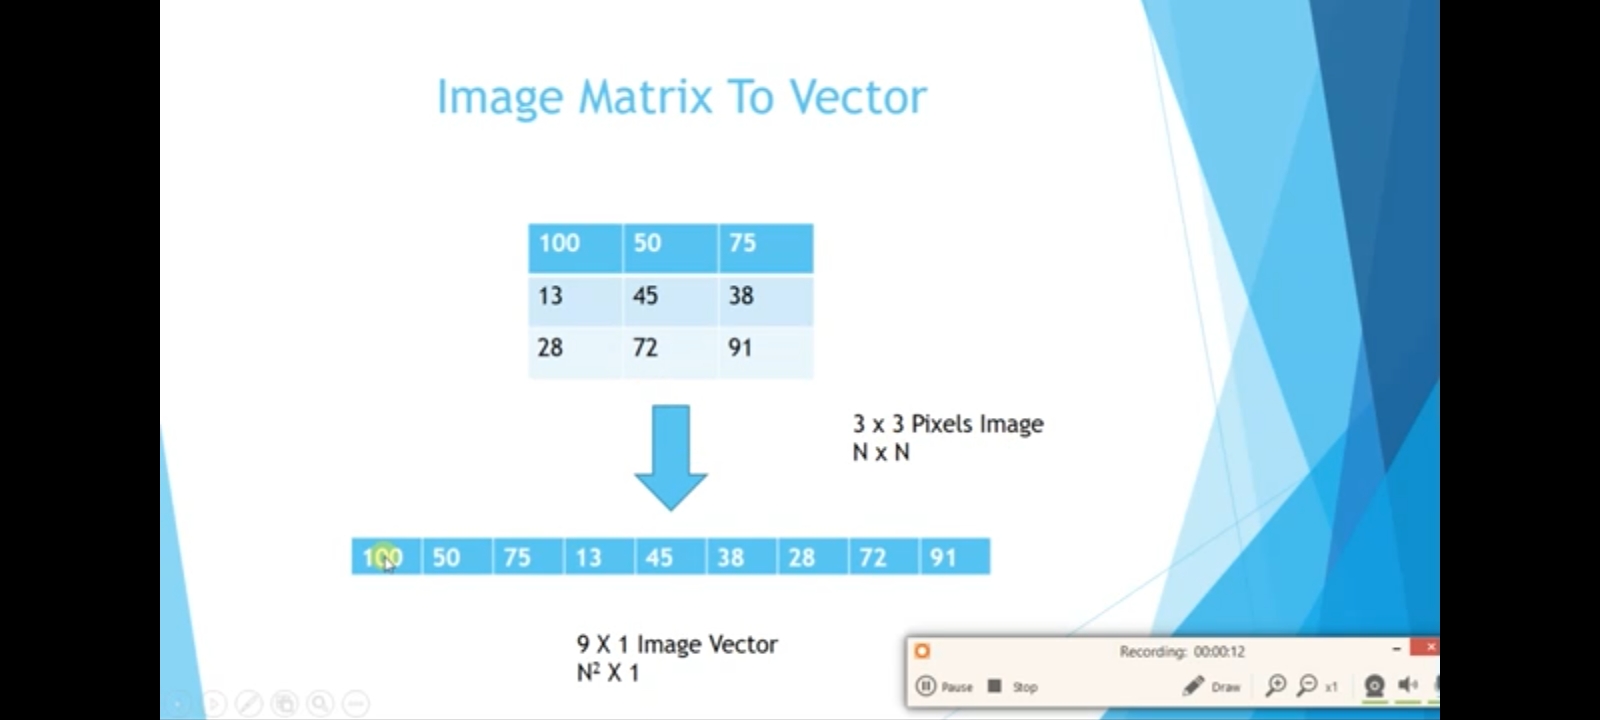 Image Matrix To Vector
100 50 75
13 45 38
28 72 91
3 x 3 Pixels Image
N x N
100 50 75 13 45 38 28 72 91
9 X 1 Image Vector
N² X 1
Recording: 00:00:12
Pause Stop Draw x1